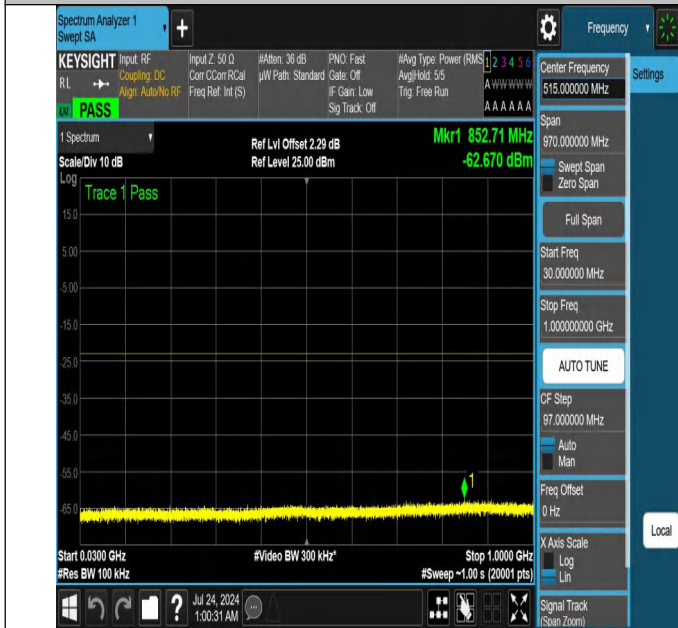 Spectrum Analyzer 1
Swept SA
+
Frequency
KEYSIGHT
RL
LXI
PASS
Input: RF
Coupling: DC
Align: Auto/No RF
Input Z: 50 Ω
Corr CCorr RCal
Freq Ref: Int (S)
#Atten: 36 dB
µW Path: Standard
PNO: Fast
Gate: Off
IF Gain: Low
Sig Track: Off
#Avg Type: Power (RMS
Avg|Hold: 5/5
Trig: Free Run
1 2 3 4 5 6
A W W W W W
A A A A A A
1 Spectrum
Scale/Div 10 dB
Ref Lvl Offset 2.29 dB
Ref Level 25.00 dBm
Mkr1 852.71 MHz
-62.670 dBm
Log
Trace 1 Pass
15.0
5.00
-5.00
-15.0
-25.0
-35.0
-45.0
-55.0
-65.0
1
Start 0.0300 GHz
#Res BW 100 kHz
#Video BW 300 kHz*
Stop 1.0000 GHz
#Sweep ~1.00 s (20001 pts)
Jul 24, 2024
1:00:31 AM
?
Center Frequency
515.000000 MHz
Settings
Span
970.000000 MHz
Swept Span
Zero Span
Full Span
Start Freq
30.000000 MHz
Stop Freq
1.000000000 GHz
AUTO TUNE
CF Step
97.000000 MHz
Auto
Man
Freq Offset
0 Hz
X Axis Scale
Log
Lin
Local
Signal Track
(Span Zoom)